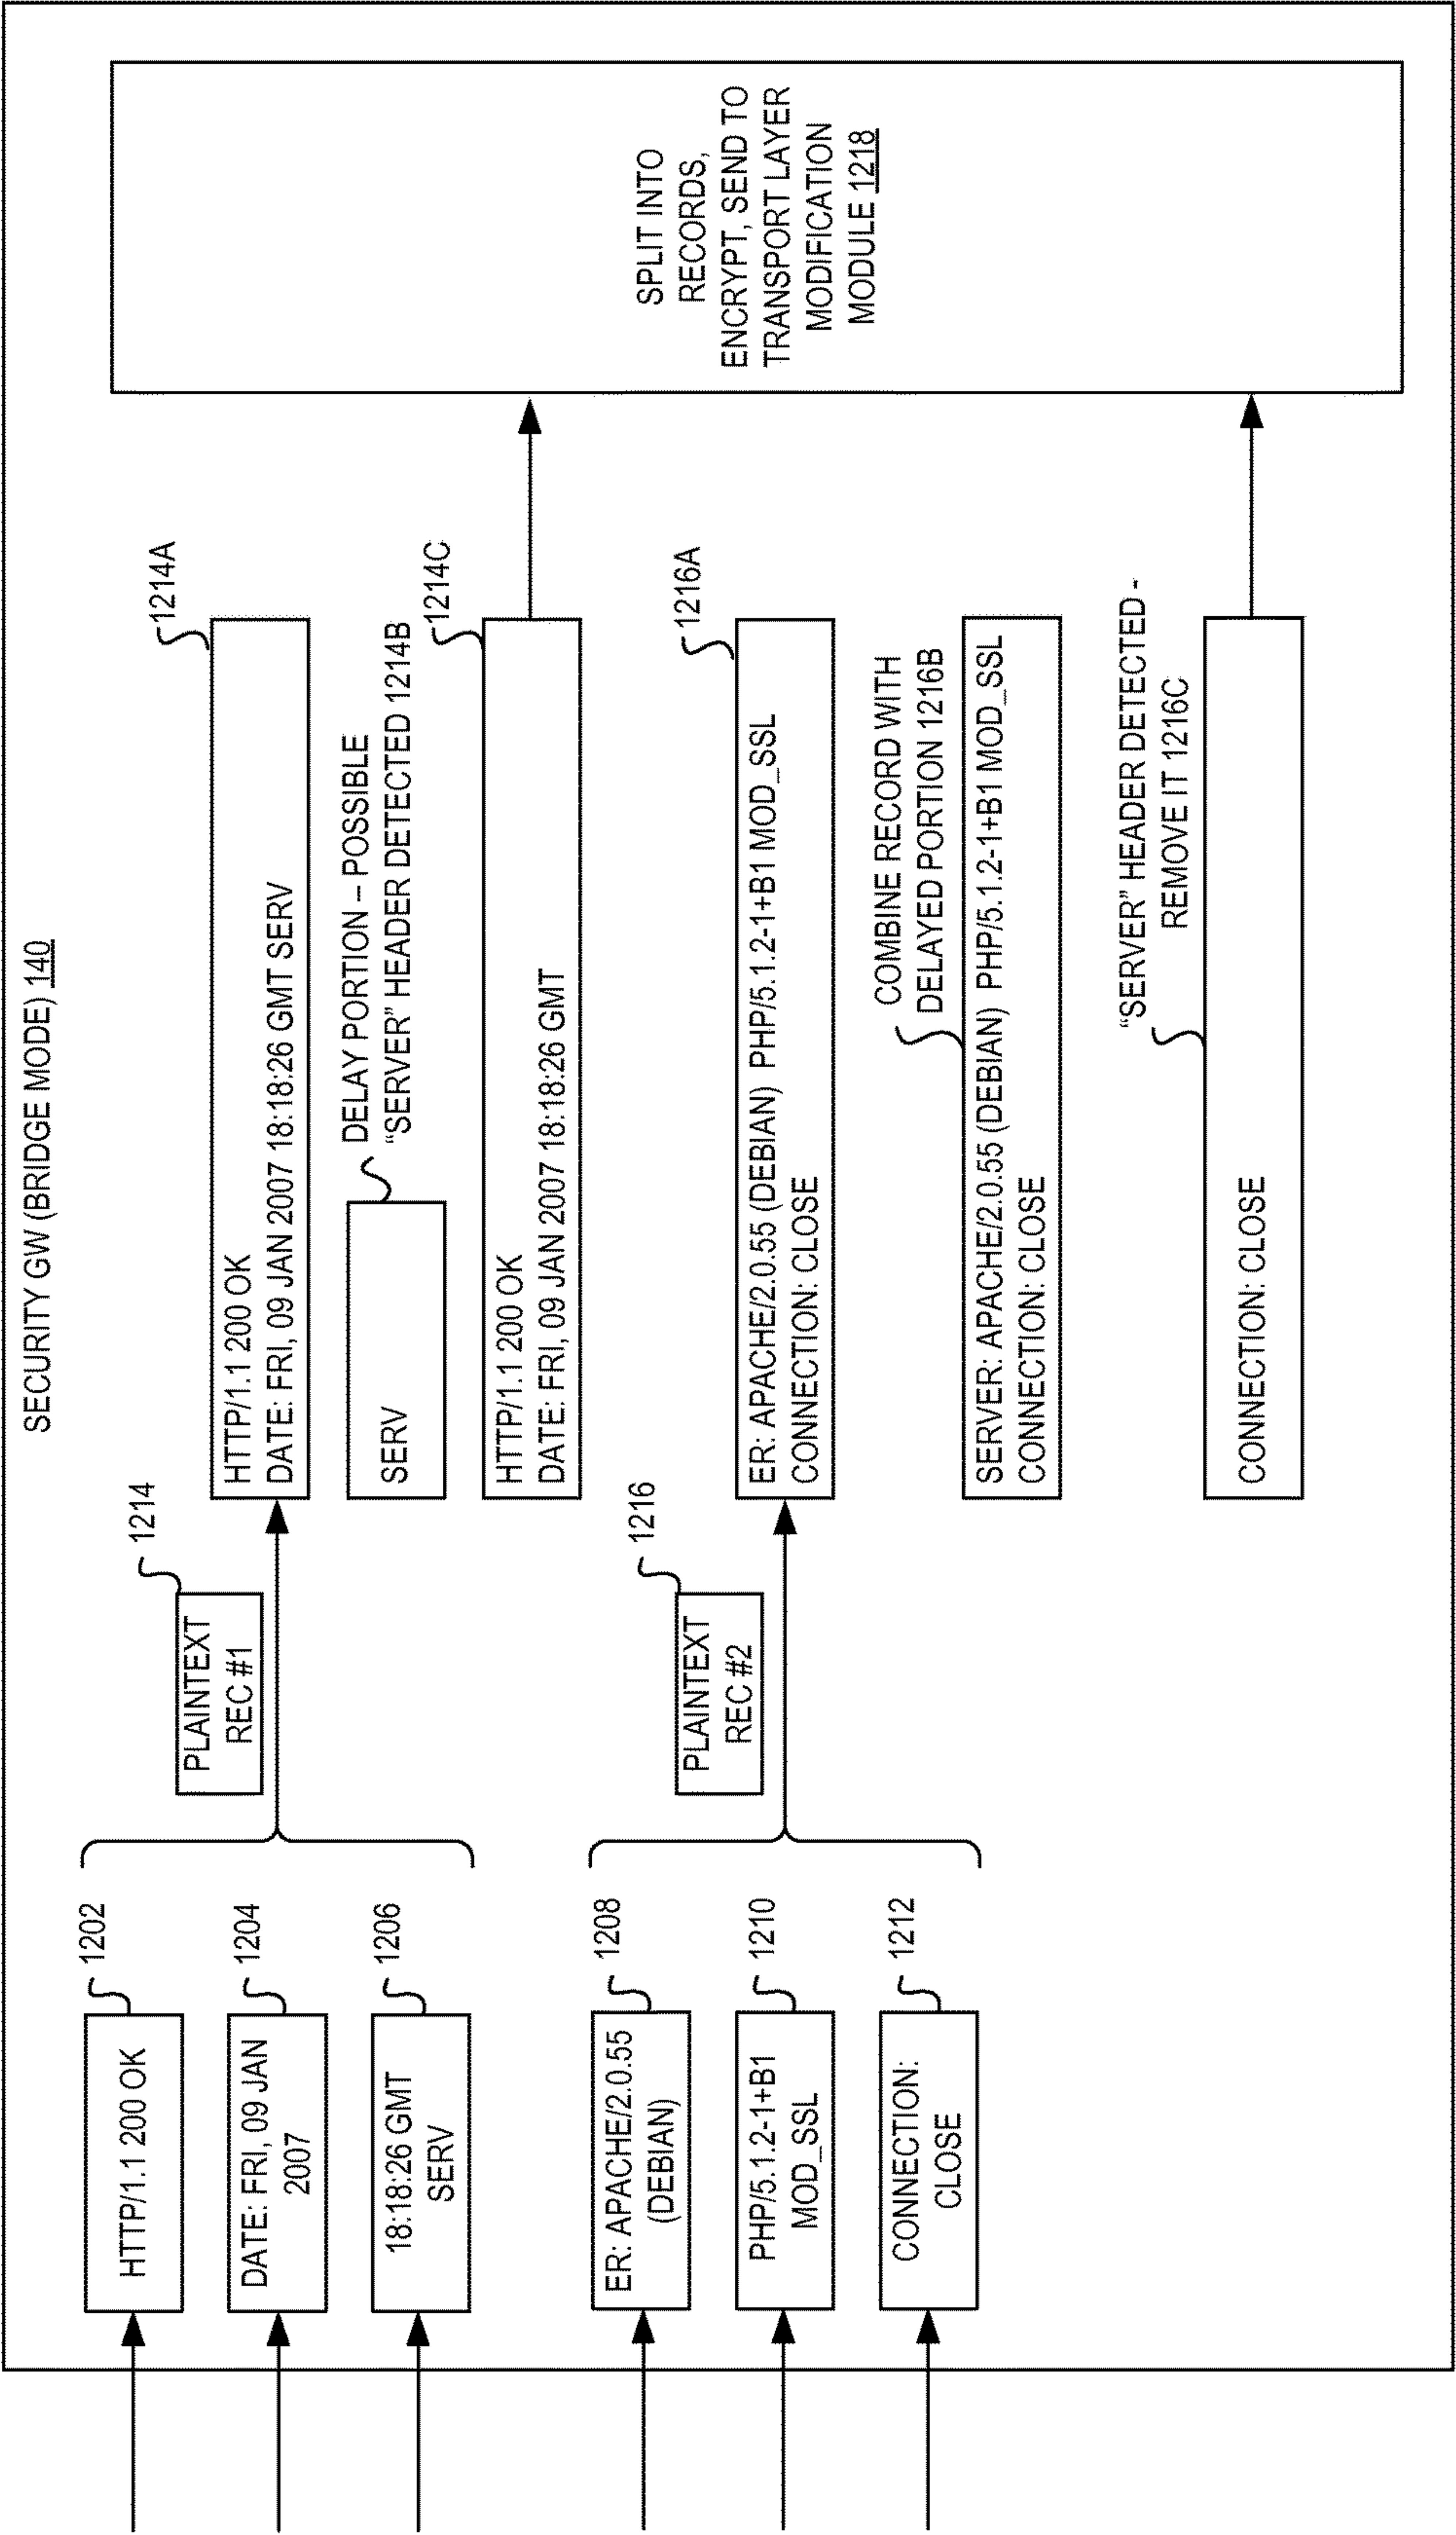 SECURITY GW (BRIDGE MODE) 140
1202
HTTP/1.1 200 OK
1204
DATE: FRI, 09 JAN
2007
1206
18:18:26 GMT
SERV
1208
ER: APACHE/2.0.55
(DEBIAN)
1210
PHP/5.1.2-1+B1
MOD_SSL
1212
CONNECTION:
CLOSE
1214
PLAINTEXT
REC #1
1216
PLAINTEXT
REC #2
1214A
HTTP/1.1 200 OK
DATE: FRI, 09 JAN 2007 18:18:26 GMT SERV
DELAY PORTION – POSSIBLE
“SERVER” HEADER DETECTED 1214B
SERV
1214C
HTTP/1.1 200 OK
DATE: FRI, 09 JAN 2007 18:18:26 GMT
1216A
ER: APACHE/2.0.55 (DEBIAN) PHP/5.1.2-1+B1 MOD_SSL
CONNECTION: CLOSE
COMBINE RECORD WITH
DELAYED PORTION 1216B
SERVER: APACHE/2.0.55 (DEBIAN) PHP/5.1.2-1+B1 MOD_SSL
CONNECTION: CLOSE
“SERVER” HEADER DETECTED -
REMOVE IT 1216C
CONNECTION: CLOSE
SPLIT INTO
RECORDS,
ENCRYPT, SEND TO
TRANSPORT LAYER
MODIFICATION
MODULE 1218